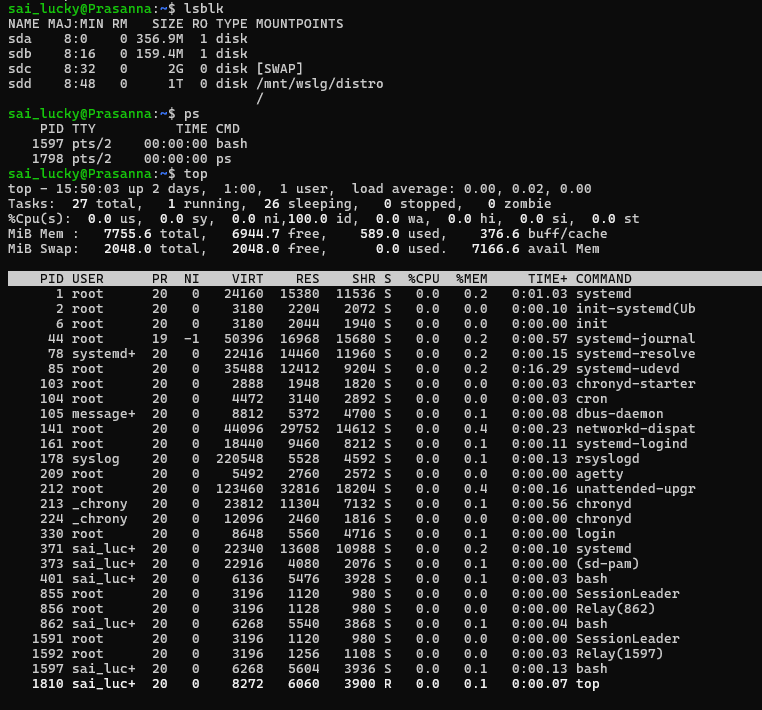 sai_lucky@Prasanna:~$ lsblk
NAME MAJ:MIN RM   SIZE RO TYPE MOUNTPOINTS
sda    8:0    0 356.9M  1 disk
sdb    8:16   0 159.4M  1 disk
sdc    8:32   0     2G  0 disk [SWAP]
sdd    8:48   0     1T  0 disk /mnt/wslg/distro
                               /
sai_lucky@Prasanna:~$ ps
    PID TTY          TIME CMD
   1597 pts/2    00:00:00 bash
   1798 pts/2    00:00:00 ps
sai_lucky@Prasanna:~$ top
top - 15:50:03 up 2 days,  1:00,  1 user,  load average: 0.00, 0.02, 0.00
Tasks:  27 total,   1 running,  26 sleeping,   0 stopped,   0 zombie
%Cpu(s):  0.0 us,  0.0 sy,  0.0 ni,100.0 id,  0.0 wa,  0.0 hi,  0.0 si,  0.0 st
MiB Mem :   7755.6 total,   6944.7 free,    589.0 used,    376.6 buff/cache
MiB Swap:   2048.0 total,   2048.0 free,      0.0 used.   7166.6 avail Mem
    PID USER      PR  NI    VIRT    RES    SHR S  %CPU  %MEM     TIME+ COMMAND
      1 root      20   0   24160  15380  11536 S   0.0   0.2   0:01.03 systemd
      2 root      20   0    3180   2204   2072 S   0.0   0.0   0:00.10 init-systemd(Ub
      6 root      20   0    3180   2044   1940 S   0.0   0.0   0:00.00 init
     44 root      19  -1   50396  16968  15680 S   0.0   0.2   0:00.57 systemd-journal
     78 systemd+  20   0   22416  14460  11960 S   0.0   0.2   0:00.15 systemd-resolve
     85 root      20   0   35488  12412   9204 S   0.0   0.2   0:16.29 systemd-udevd
    103 root      20   0    2888   1948   1820 S   0.0   0.0   0:00.03 chronyd-starter
    104 root      20   0    4472   3140   2892 S   0.0   0.0   0:00.03 cron
    105 message+  20   0    8812   5372   4700 S   0.0   0.1   0:00.08 dbus-daemon
    141 root      20   0   44096  29752  14612 S   0.0   0.4   0:00.23 networkd-dispat
    161 root      20   0   18440   9460   8212 S   0.0   0.1   0:00.11 systemd-logind
    178 syslog    20   0  220548   5528   4592 S   0.0   0.1   0:00.13 rsyslogd
    209 root      20   0    5492   2760   2572 S   0.0   0.0   0:00.00 agetty
    212 root      20   0  123460  32816  18204 S   0.0   0.4   0:00.16 unattended-upgr
    213 _chrony   20   0   23812  11304   7132 S   0.0   0.1   0:00.56 chronyd
    224 _chrony   20   0   12096   2460   1816 S   0.0   0.0   0:00.00 chronyd
    330 root      20   0    8648   5560   4716 S   0.0   0.1   0:00.00 login
    371 sai_luc+  20   0   22340  13608  10988 S   0.0   0.2   0:00.10 systemd
    373 sai_luc+  20   0   22916   4080   2076 S   0.0   0.1   0:00.00 (sd-pam)
    401 sai_luc+  20   0    6136   5476   3928 S   0.0   0.1   0:00.03 bash
    855 root      20   0    3196   1120    980 S   0.0   0.0   0:00.00 SessionLeader
    856 root      20   0    3196   1128    980 S   0.0   0.0   0:00.00 Relay(862)
    862 sai_luc+  20   0    6268   5540   3868 S   0.0   0.1   0:00.04 bash
   1591 root      20   0    3196   1120    980 S   0.0   0.0   0:00.00 SessionLeader
   1592 root      20   0    3196   1256   1108 S   0.0   0.0   0:00.03 Relay(1597)
   1597 sai_luc+  20   0    6268   5604   3936 S   0.0   0.1   0:00.13 bash
   1810 sai_luc+  20   0    8272   6060   3900 R   0.0   0.1   0:00.07 top